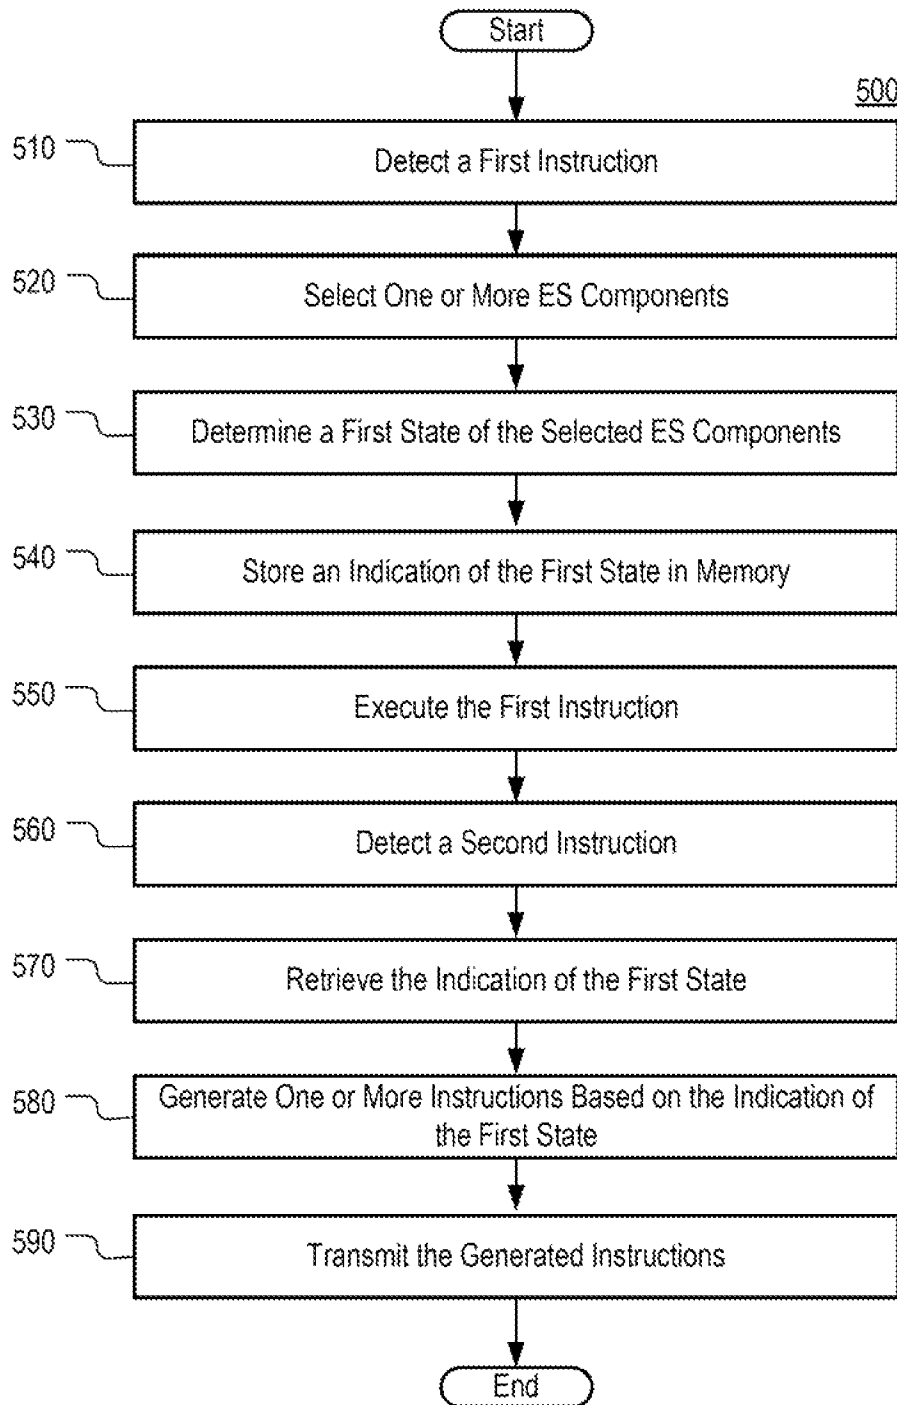 Start
500
510
Detect a First Instruction
520
Select One or More ES Components
530
Determine a First State of the Selected ES Components
540
Store an Indication of the First State in Memory
550
Execute the First Instruction
560
Detect a Second Instruction
570
Retrieve the Indication of the First State
580
Generate One or More Instructions Based on the Indication of
the First State
590
Transmit the Generated Instructions
End